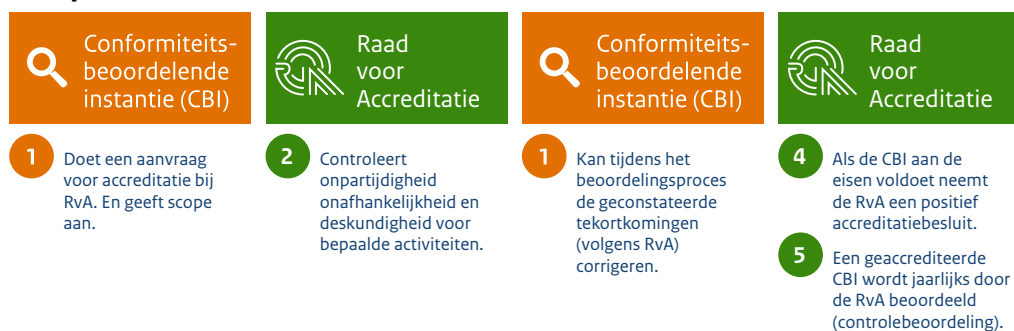 Conformiteits-
beoordelende
instantie (CBI)
1
Doet een aanvraag
voor accreditatie bij
RvA. En geeft scope
aan.
RvA
Raad
voor
Accreditatie
2
Controleert
onpartijdigheid
onafhankelijkheid en
deskundigheid voor
bepaalde activiteiten.
Conformiteits-
beoordelende
instantie (CBI)
1
Kan tijdens het
beoordelingsproces
de geconstateerde
tekortkomingen
(volgens RvA)
corrigeren.
RvA
Raad
voor
Accreditatie
4
Als de CBI aan de
eisen voldoet neemt
de RvA een positief
accreditatiebesluit.
5
Een geaccrediteerde
CBI wordt jaarlijks door
de RvA beoordeeld
(controlebeoordeling).